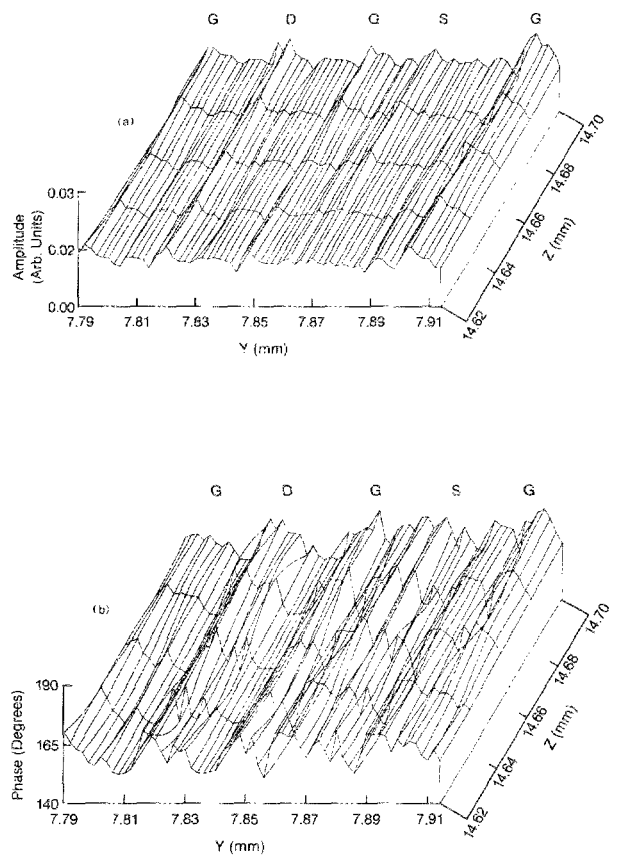 G D G S G
(a)
0.03
0.02
0.00
Amplitude
(Arb. Units)
7.79 7.81 7.83 7.85 7.87 7.89 7.91
Y (mm)
14.62 14.64 14.66 14.68 14.70
Z (mm)
G D G S G
(b)
190
165
140
Phase (Degrees)
7.79 7.81 7.83 7.85 7.87 7.89 7.91
Y (mm)
14.62 14.64 14.66 14.68 14.70
Z (mm)